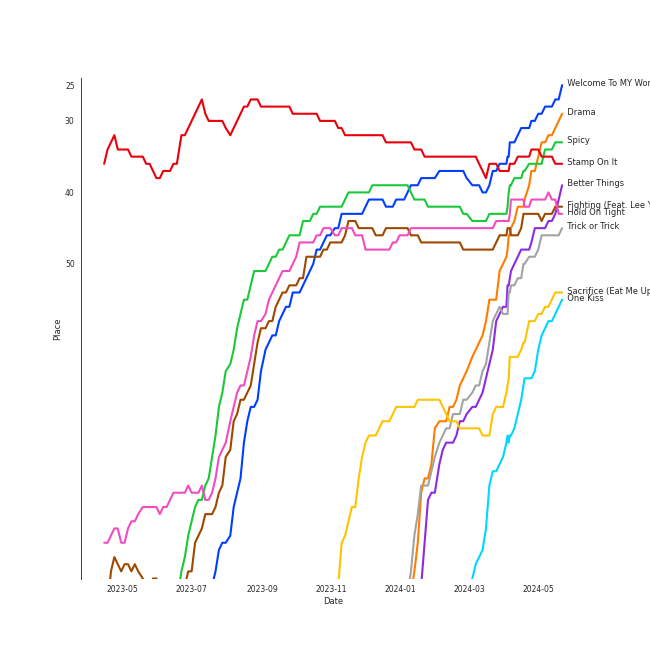 25
Welcome To MY Wor
Drama
30
Spicy
Stamp On It
Better Things
40
Fighting (Feat. Lee Y
Hold On Tight
Trick or Trick
50
Sacrifice (Eat Me Up
One Kiss
Place
2023-05
2023-07
2023-09
2023-11
2024-01
2024-03
2024-05
Date